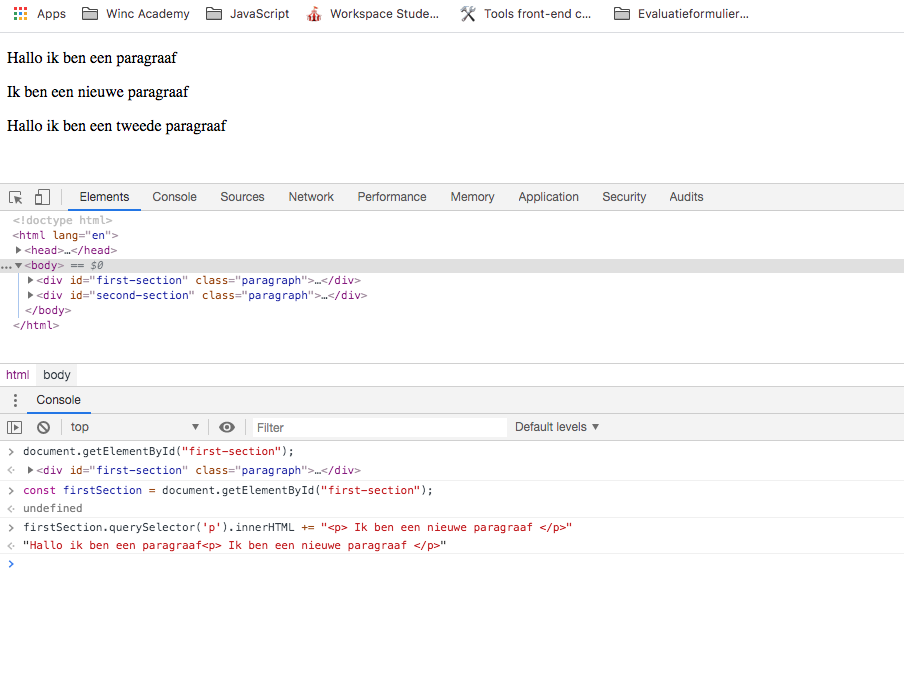 Apps Winc Academy JavaScript Workspace Stude... Tools front-end c... Evaluatieformulier...
Hallo ik ben een paragraaf
Ik ben een nieuwe paragraaf
Hallo ik ben een tweede paragraaf
Elements Console Sources Network Performance Memory Application Security Audits
<!doctype html>
<html lang="en">
<head>…</head>
…<body> == $0
<div id="first-section" class="paragraph">…</div>
<div id="second-section" class="paragraph">…</div>
</body>
</html>
html body
Console
top Filter Default levels
document.getElementById("first-section");
<div id="first-section" class="paragraph">…</div>
const firstSection = document.getElementById("first-section");
undefined
firstSection.querySelector('p').innerHTML += "<p> Ik ben een nieuwe paragraaf </p>"
"Hallo ik ben een paragraaf<p> Ik ben een nieuwe paragraaf </p>"